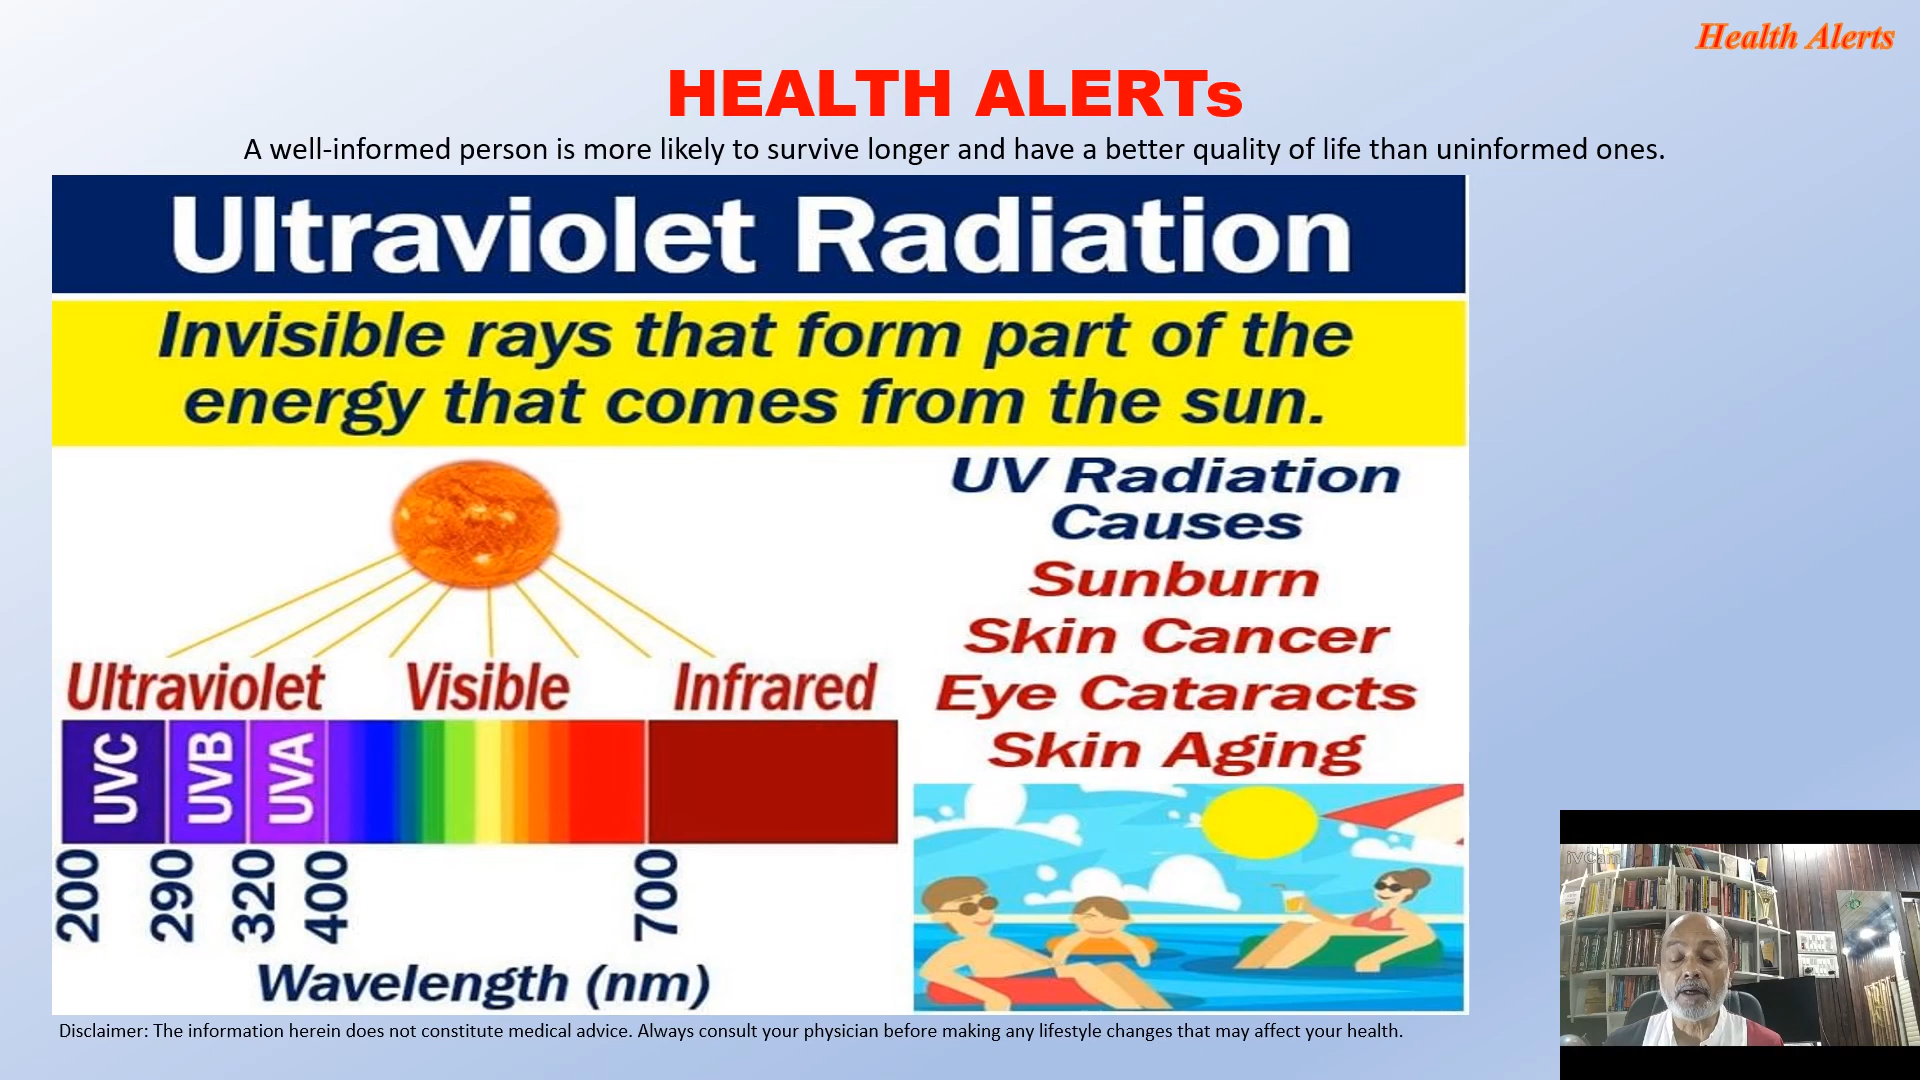 Health Alerts
HEALTH ALERTs
A well-informed person is more likely to survive longer and have a better quality of life than uninformed ones.
Ultraviolet Radiation
Invisible rays that form part of the
energy that comes from the sun.
UV Radiation
Causes
Sunburn
Skin Cancer
Eye Cataracts
Skin Aging
Ultraviolet Visible Infrared
UVC UVB UVA
200 290 320 400 700
Wavelength (nm)
iVCam
Disclaimer: The information herein does not constitute medical advice. Always consult your physician before making any lifestyle changes that may affect your health.